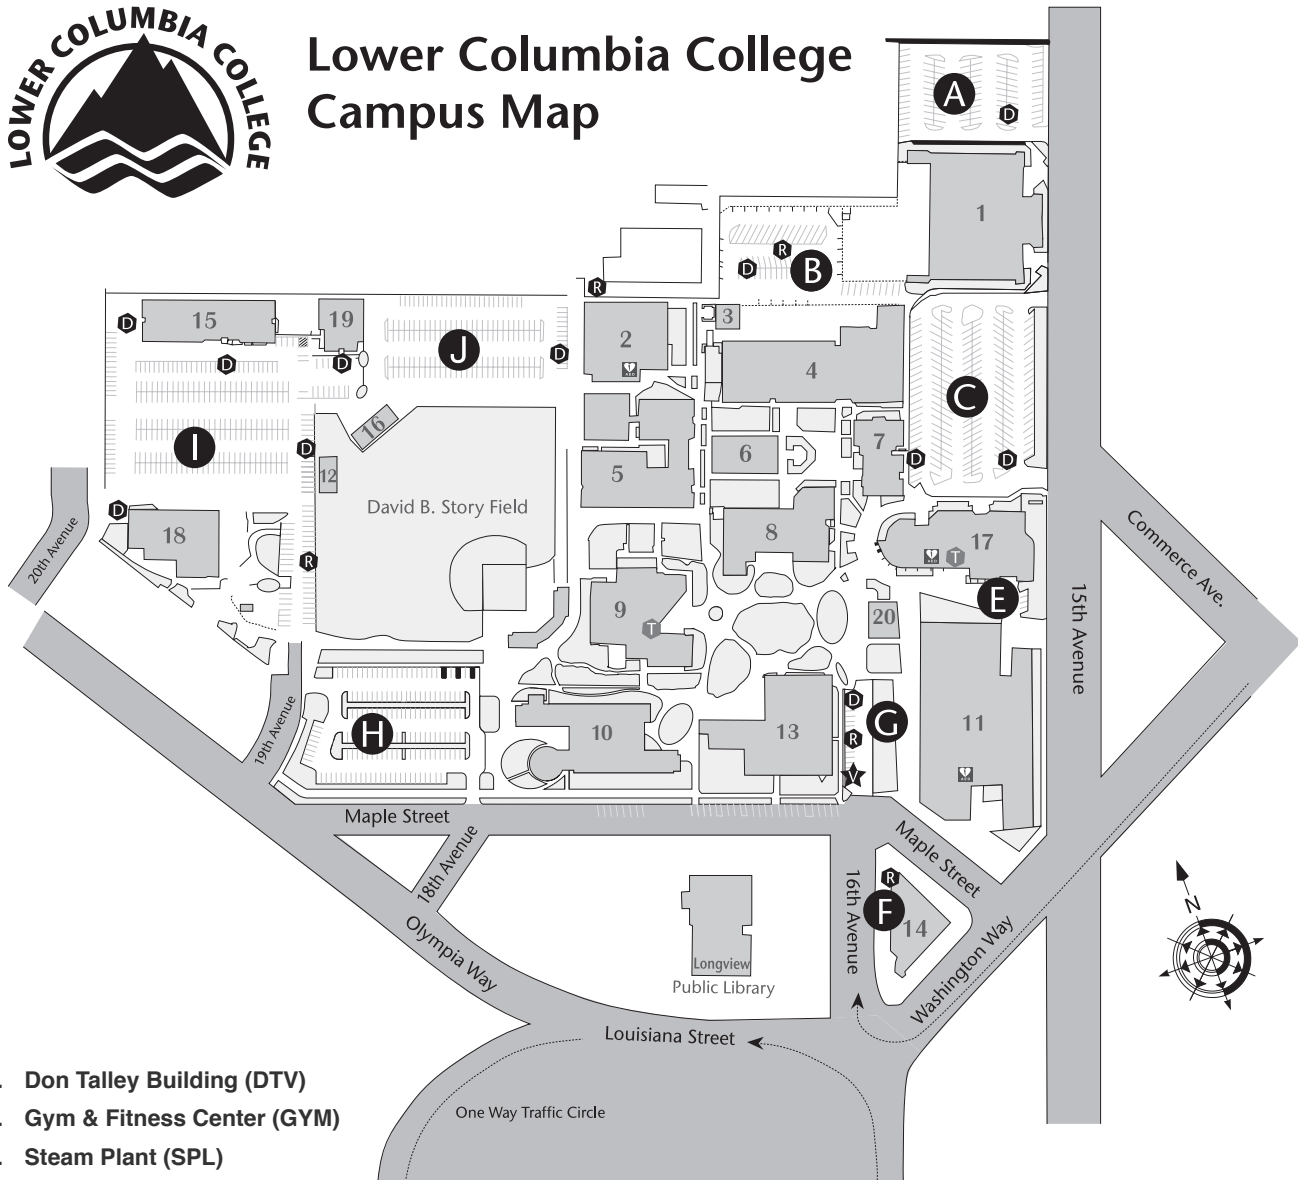 LOWER COLUMBIA COLLEGE
Lower Columbia College
Campus Map
A
D
1
R
D
B
R
D
15
19
2
3
D
J
D
D
AED
4
C
I
D
16
12
5
6
7
D
D
David B. Story Field
D
18
20th Avenue
R
8
AED
T
17
Commerce Ave.
E
15th Avenue
9
T
20
19th Avenue
H
10
13
D
G
R
V
11
AED
Maple Street
18th Avenue
Maple Street
16th Avenue
R
F
14
N
Olympia Way
Longview
Public Library
Washington Way
Louisiana Street
One Way Traffic Circle
. Don Talley Building (DTV)
. Gym & Fitness Center (GYM)
. Steam Plant (SPL)